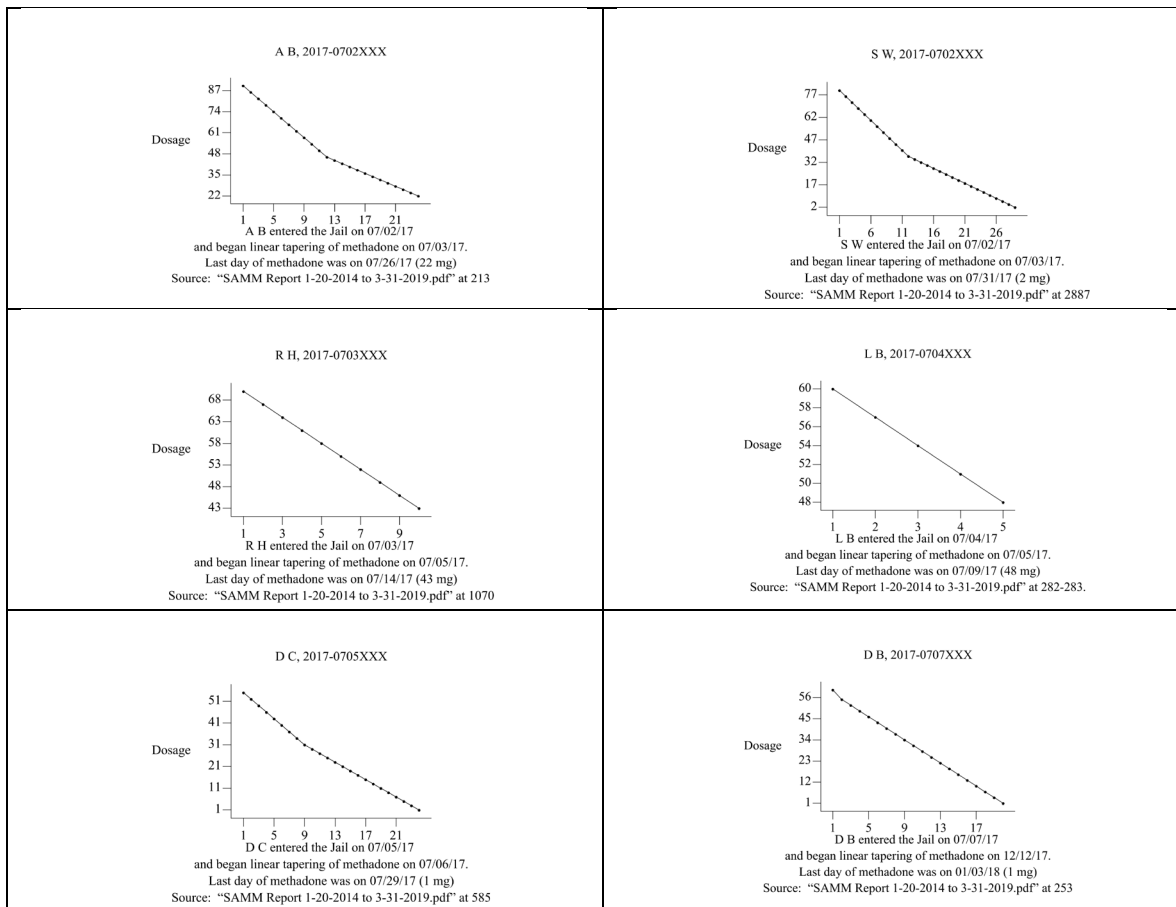 A B, 2017-0702XXX
87
74
61
48
35
22
Dosage
1 5 9 13 17 21
A B entered the Jail on 07/02/17
and began linear tapering of methadone on 07/03/17.
Last day of methadone was on 07/26/17 (22 mg)
Source: “SAMM Report 1-20-2014 to 3-31-2019.pdf” at 213
S W, 2017-0702XXX
77
62
47
32
17
2
Dosage
1 6 11 16 21 26
S W entered the Jail on 07/02/17
and began linear tapering of methadone on 07/03/17.
Last day of methadone was on 07/31/17 (2 mg)
Source: “SAMM Report 1-20-2014 to 3-31-2019.pdf” at 2887
R H, 2017-0703XXX
68
63
58
53
48
43
Dosage
1 3 5 7 9
R H entered the Jail on 07/03/17
and began linear tapering of methadone on 07/05/17.
Last day of methadone was on 07/14/17 (43 mg)
Source: “SAMM Report 1-20-2014 to 3-31-2019.pdf” at 1070
L B, 2017-0704XXX
60
58
56
54
52
50
48
Dosage
1 2 3 4 5
L B entered the Jail on 07/04/17
and began linear tapering of methadone on 07/05/17.
Last day of methadone was on 07/09/17 (48 mg)
Source: “SAMM Report 1-20-2014 to 3-31-2019.pdf” at 282-283.
D C, 2017-0705XXX
51
41
31
21
11
1
Dosage
1 5 9 13 17 21
D C entered the Jail on 07/05/17
and began linear tapering of methadone on 07/06/17.
Last day of methadone was on 07/29/17 (1 mg)
Source: “SAMM Report 1-20-2014 to 3-31-2019.pdf” at 585
D B, 2017-0707XXX
56
45
34
23
12
1
Dosage
1 5 9 13 17
D B entered the Jail on 07/07/17
and began linear tapering of methadone on 12/12/17.
Last day of methadone was on 01/03/18 (1 mg)
Source: “SAMM Report 1-20-2014 to 3-31-2019.pdf” at 253